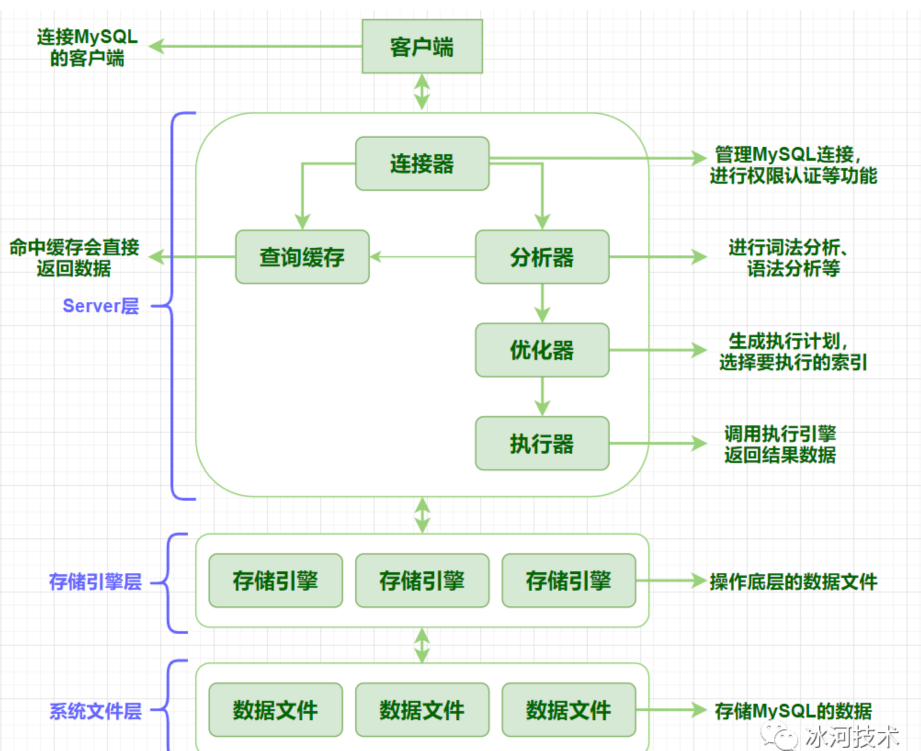 连接MySQL
的客户端
客户端
连接器
管理MySQL连接，
进行权限认证等功能
命中缓存会直接
返回数据
查询缓存
分析器
进行词法分析、
语法分析等
Server层
优化器
生成执行计划，
选择要执行的索引
执行器
调用执行引擎
返回结果数据
存储引擎层
存储引擎
存储引擎
存储引擎
操作底层的数据文件
系统文件层
数据文件
数据文件
数据文件
存储MySQL的数据
冰河技术